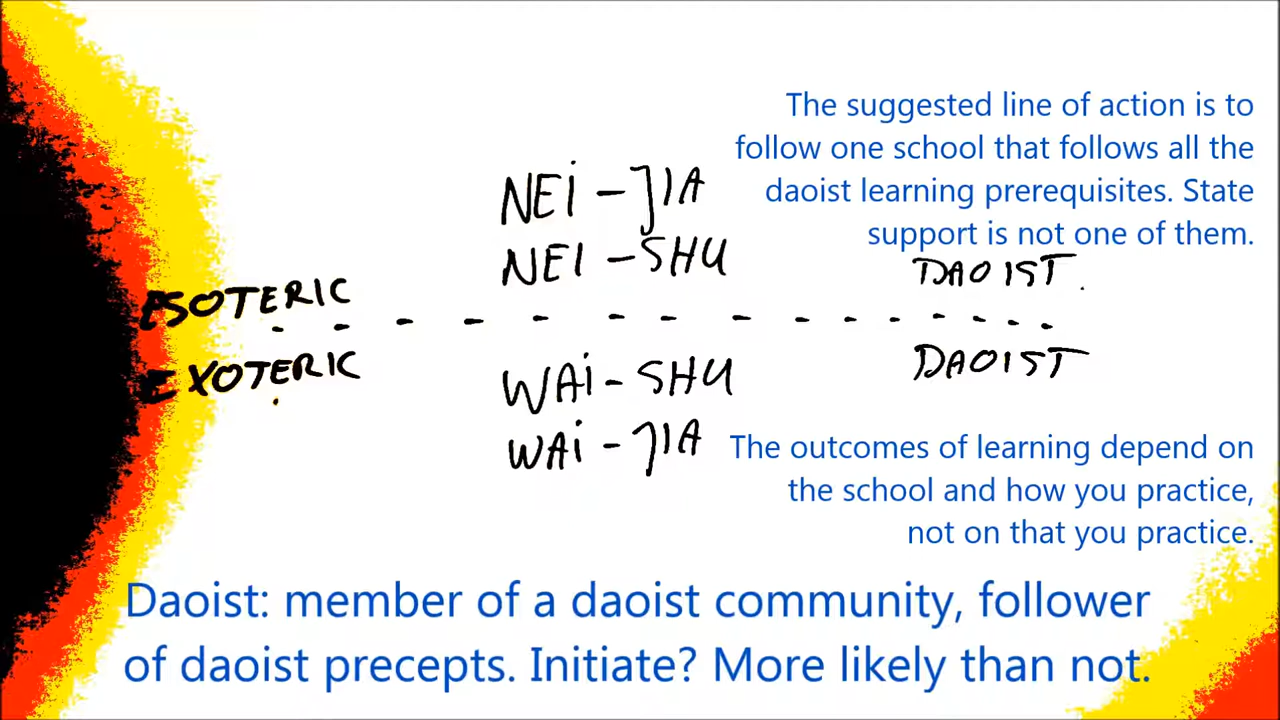 The suggested line of action is to
follow one school that follows all the
daoist learning prerequisites. State
support is not one of them.
NEi - JIA
NEI - SHU
DAOIST
ESOTERIC
EXOTERIC
WAi - SHU
DAOIST
WAi - JIA
The outcomes of learning depend on
the school and how you practice,
not on that you practice.
Daoist: member of a daoist community, follower
of daoist precepts. Initiate? More likely than not.